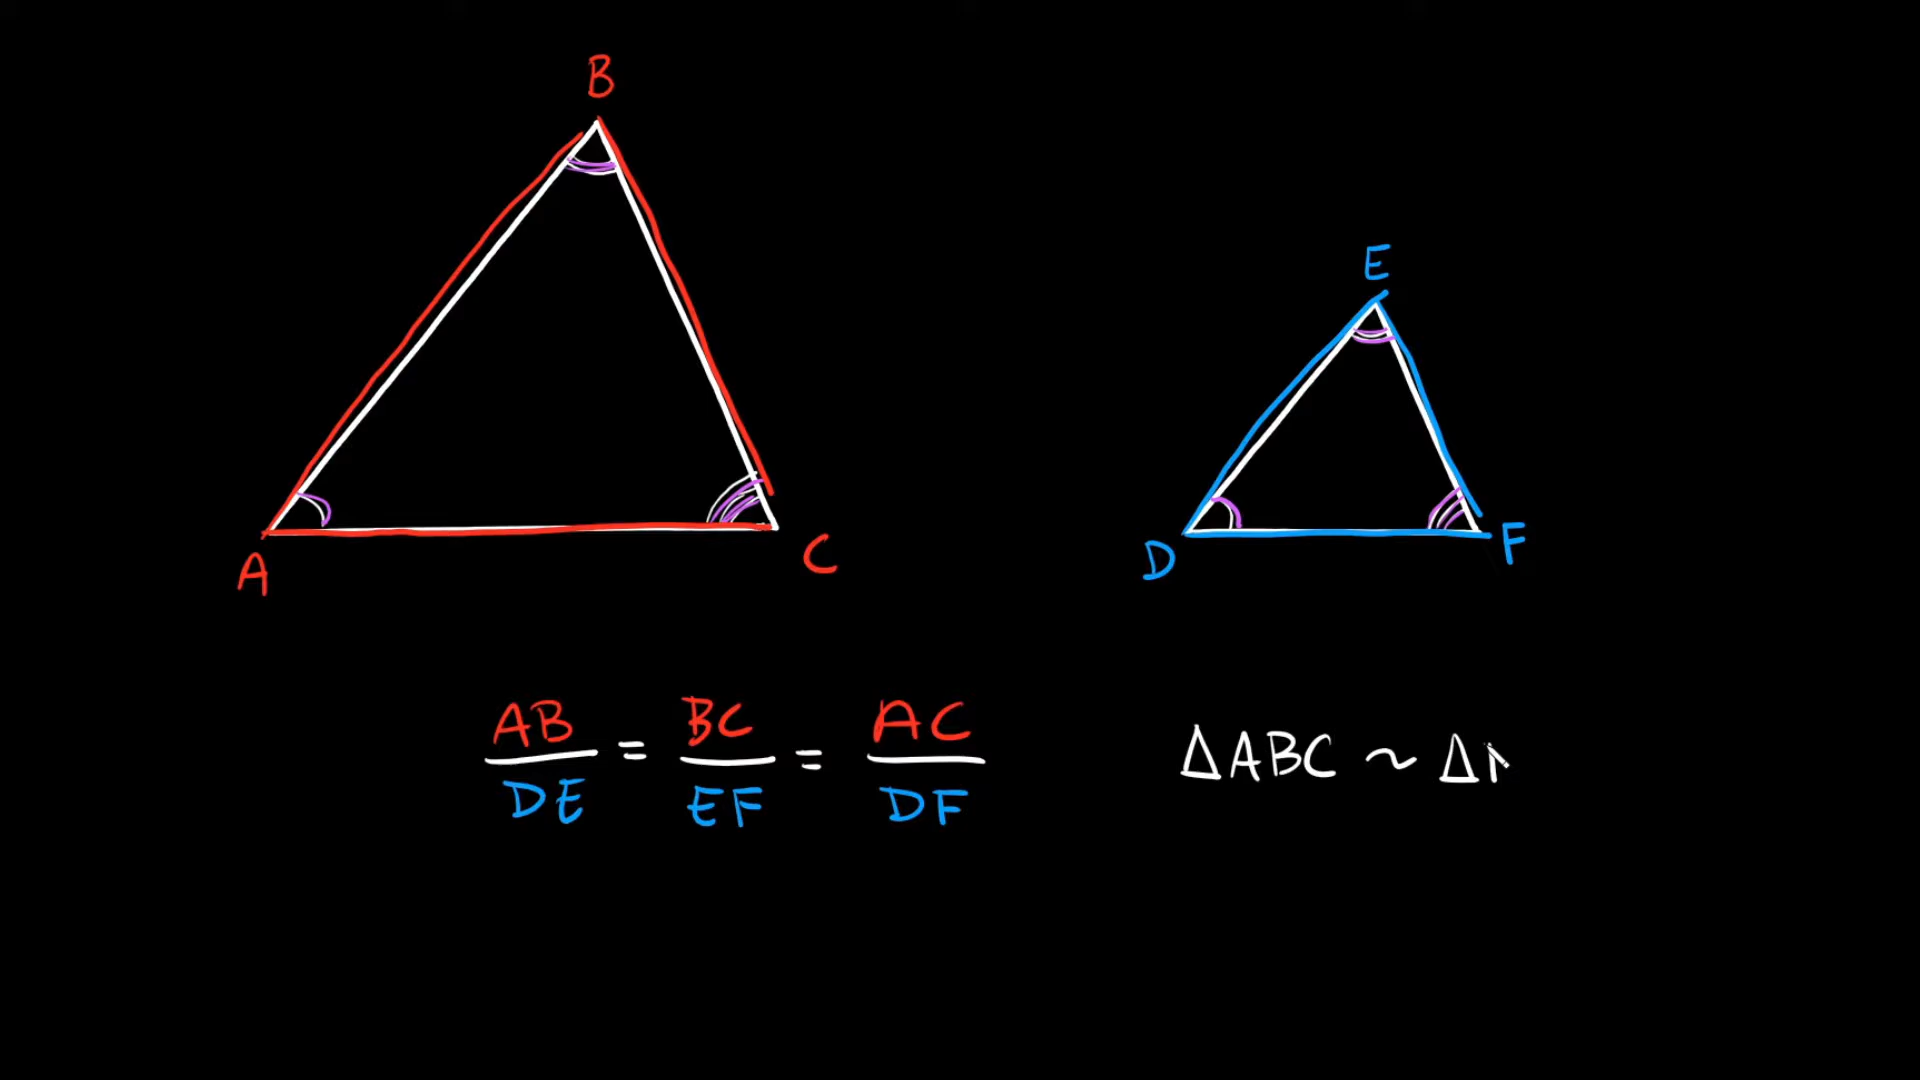 B
E
A
C
D
F
AB/DE = BC/EF = AC/DF
ΔABC ~ Δ